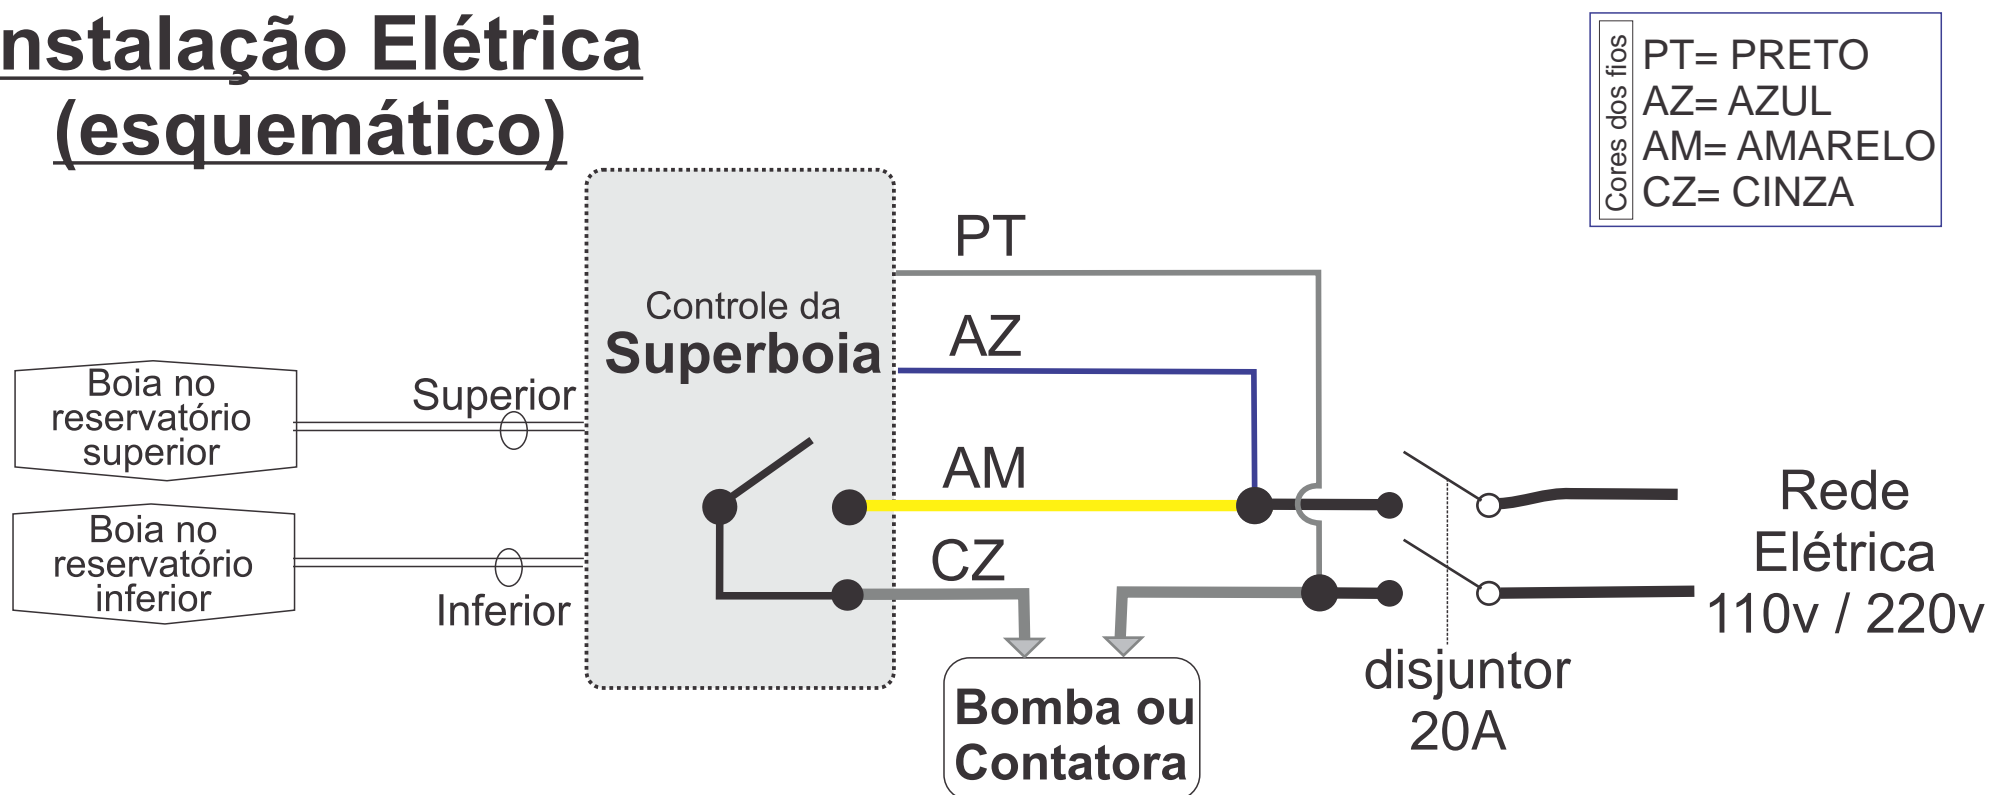 nstalação Elétrica
(esquemático)
Cores dos fios
PT= PRETO
AZ= AZUL
AM= AMARELO
CZ= CINZA
Controle da
Superboia
PT
AZ
AM
CZ
Boia no
reservatório
superior
Superior
Boia no
reservatório
inferior
Inferior
Bomba ou
Contatora
disjuntor
20A
Rede
Elétrica
110v / 220v